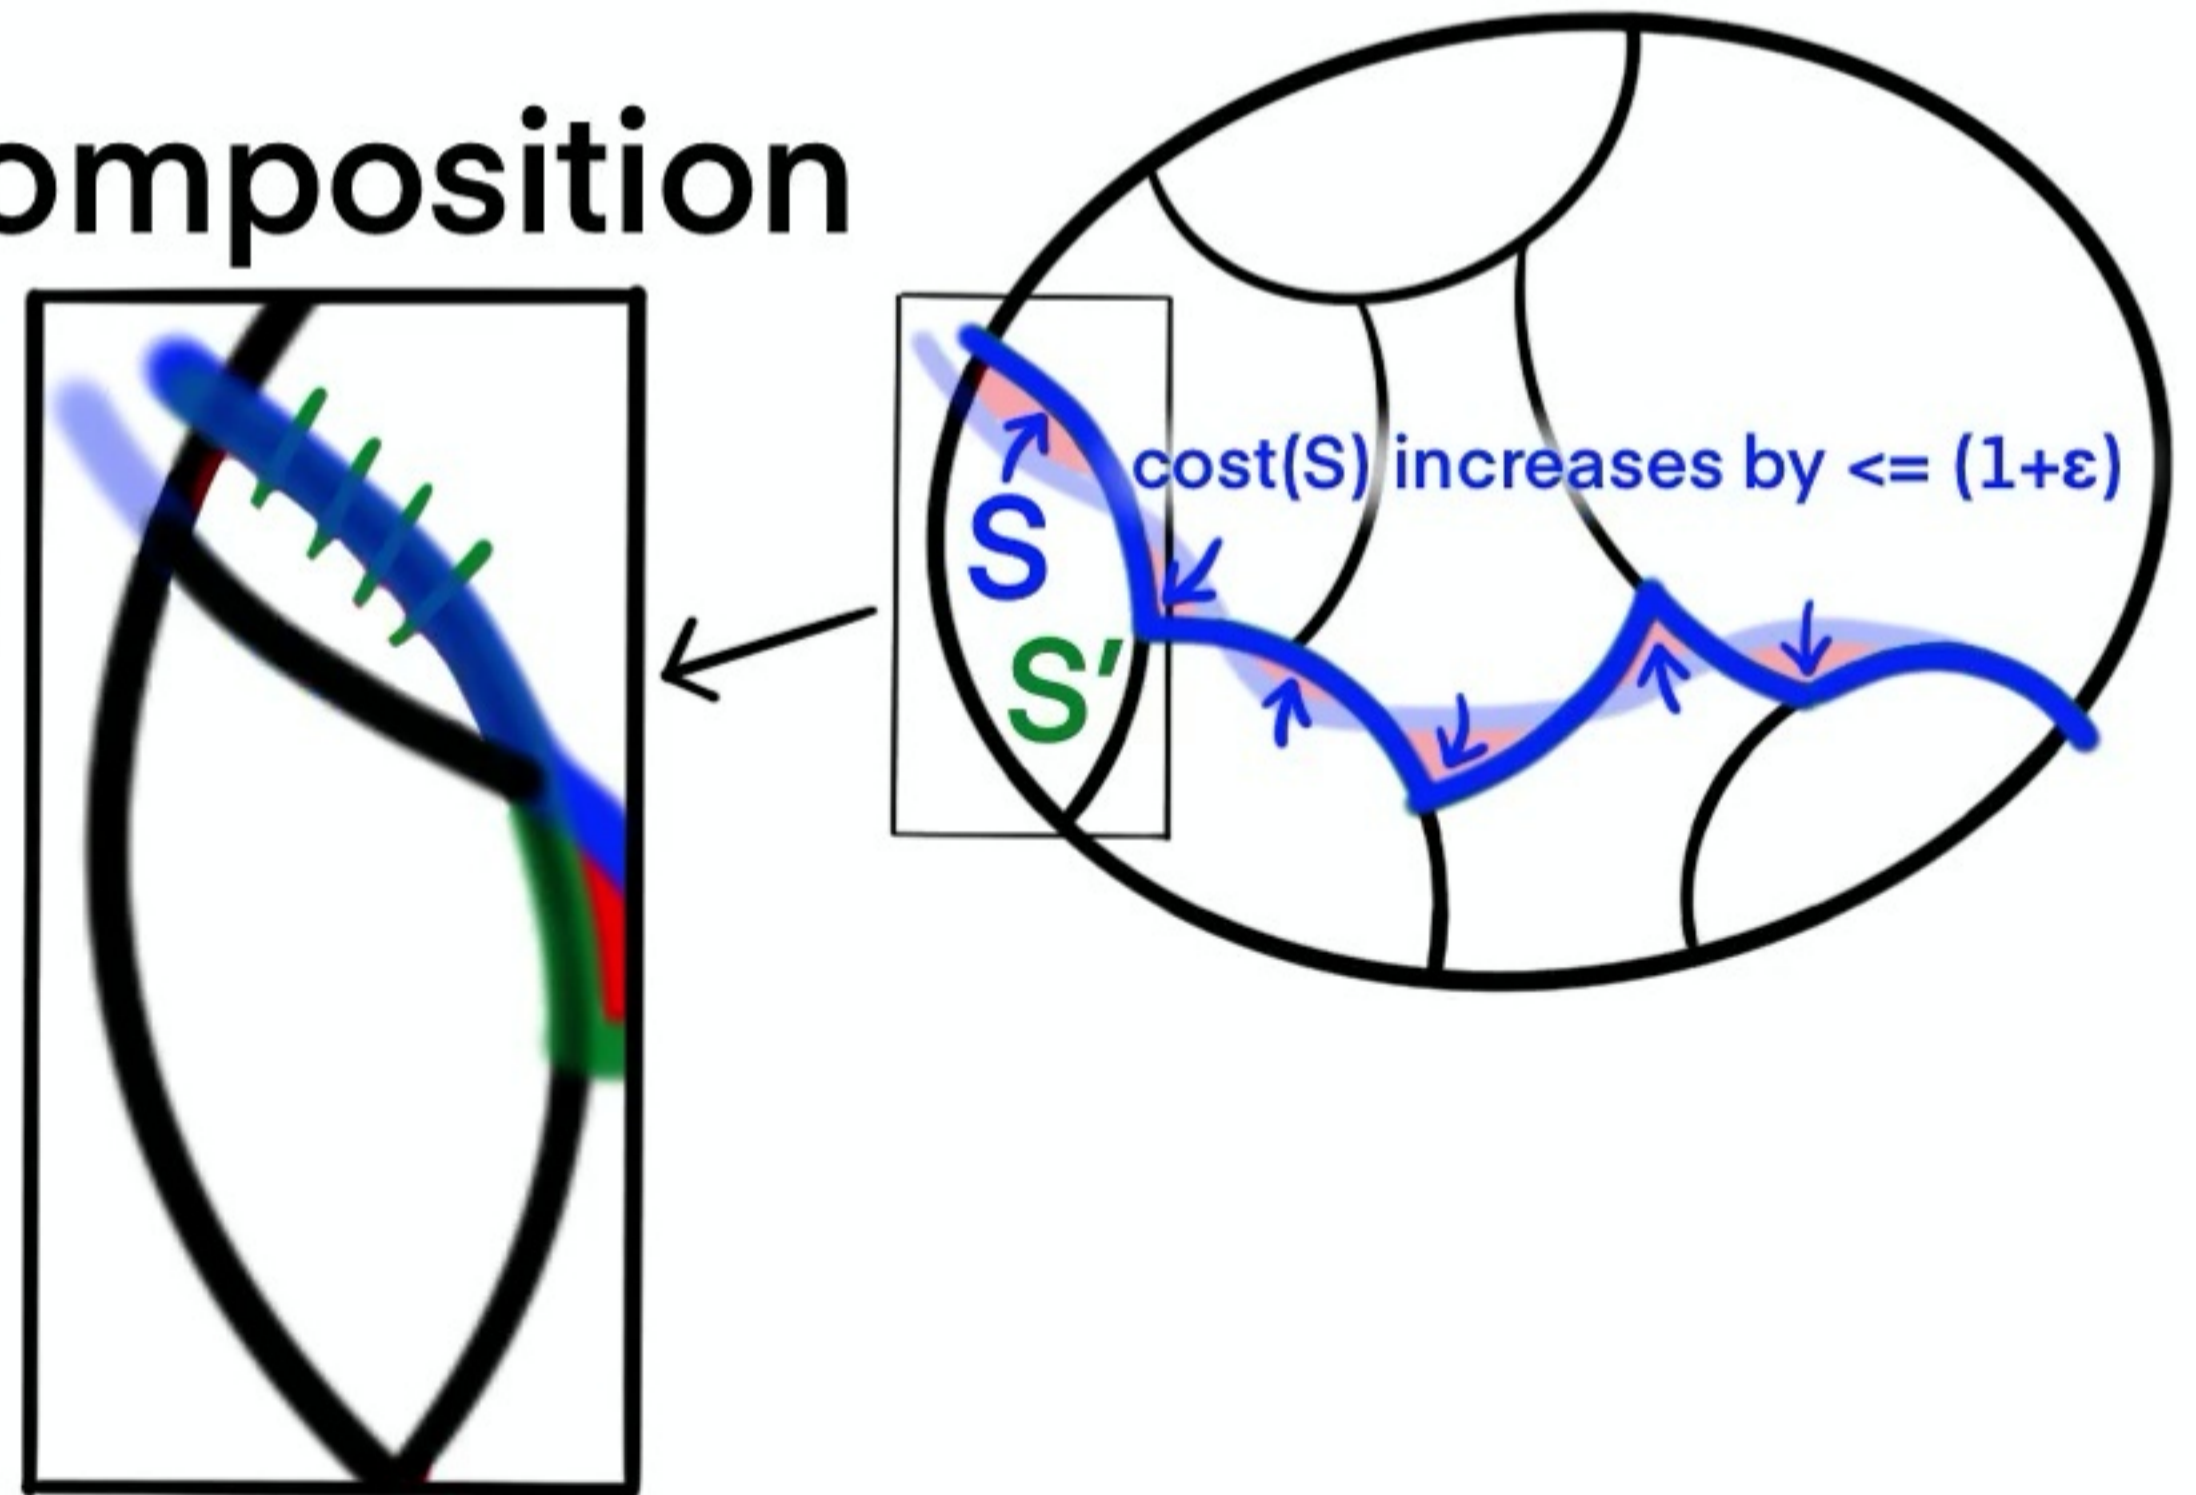 omposition
cost(S) increases by <= (1+ε)
S
S'